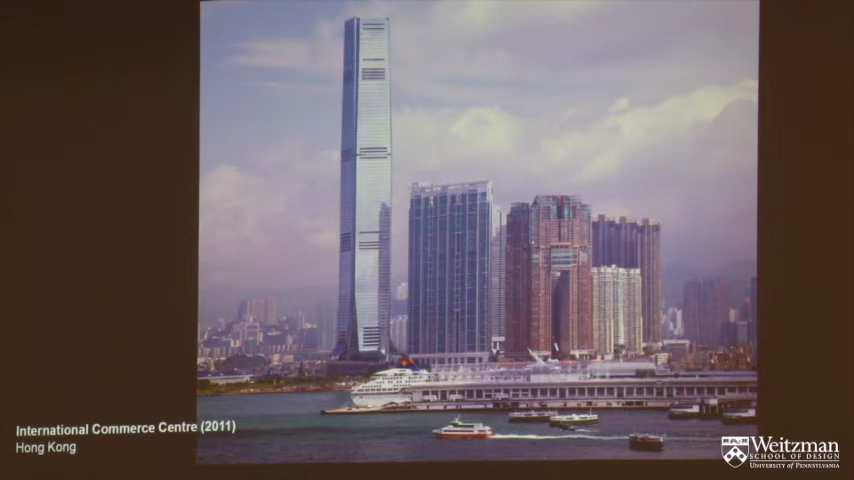 International Commerce Centre (2011)
Hong Kong
Weitzman
SCHOOL OF DESIGN
UNIVERSITY OF PENNSYLVANIA